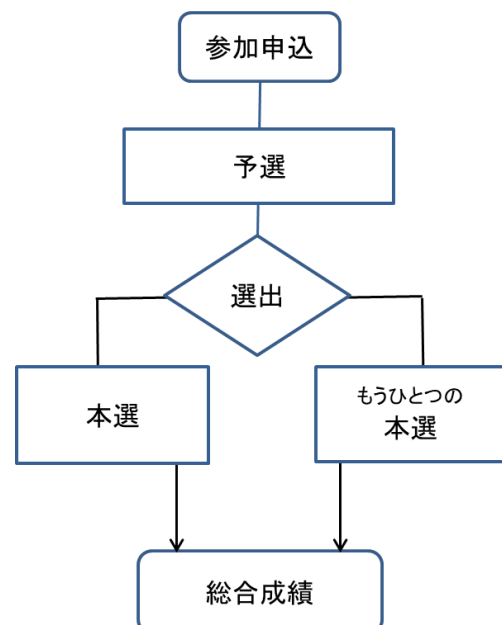 参加申込
予選
選出
本選
もうひとつの
本選
総合成績